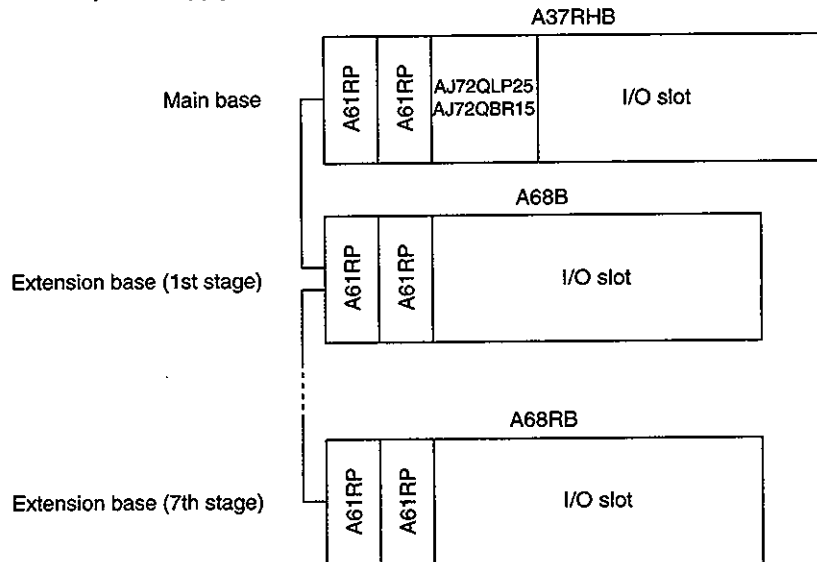 A37RHB
Main base
A61RP
A61RP
AJ72QLP25
AJ72QBR15
I/O slot
A68B
Extension base (1st stage)
A61RP
A61RP
I/O slot
A68RB
Extension base (7th stage)
A61RP
A61RP
I/O slot